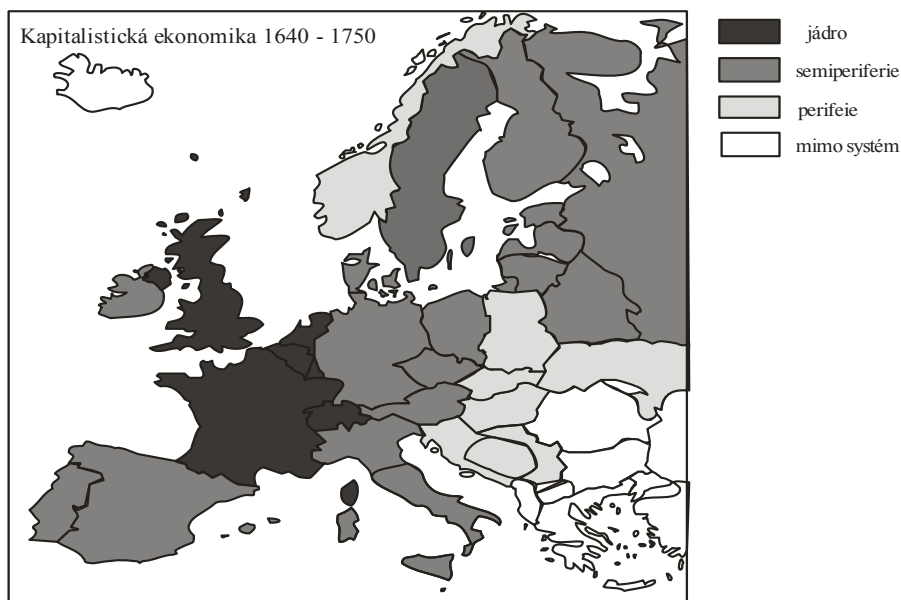 Kapitalistická ekonomika 1640 - 1750
jádro
semiperiferie
perifeie
mimo systém